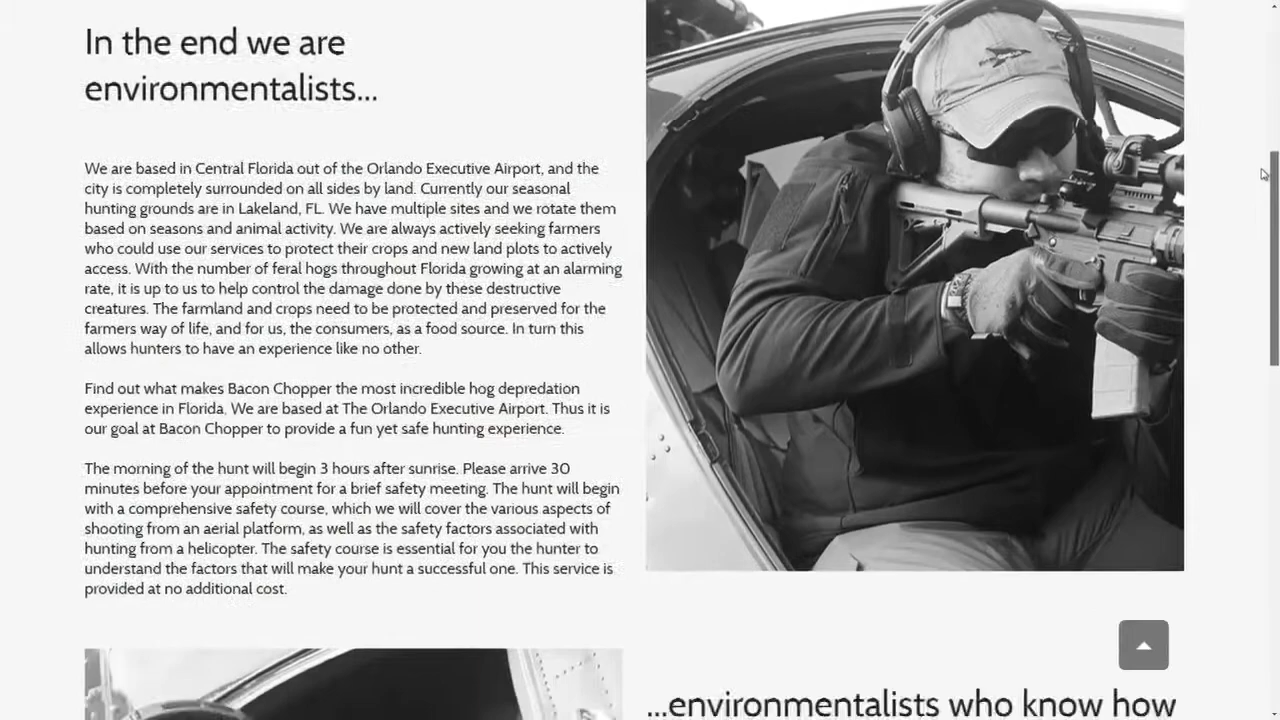 In the end we are
environmentalists...
We are based in Central Florida out of the Orlando Executive Airport, and the
city is completely surrounded on all sides by land. Currently our seasonal
hunting grounds are in Lakeland, FL. We have multiple sites and we rotate them
based on seasons and animal activity. We are always actively seeking farmers
who could use our services to protect their crops and new land plots to actively
access. With the number of feral hogs throughout Florida growing at an alarming
rate, it is up to us to help control the damage done by these destructive
creatures. The farmland and crops need to be protected and preserved for the
farmers way of life, and for us, the consumers, as a food source. In turn this
allows hunters to have an experience like no other.
Find out what makes Bacon Chopper the most incredible hog depredation
experience in Florida. We are based at The Orlando Executive Airport. Thus it is
our goal at Bacon Chopper to provide a fun yet safe hunting experience.
The morning of the hunt will begin 3 hours after sunrise. Please arrive 30
minutes before your appointment for a brief safety meeting. The hunt will begin
with a comprehensive safety course, which we will cover the various aspects of
shooting from an aerial platform, as well as the safety factors associated with
hunting from a helicopter. The safety course is essential for you the hunter to
understand the factors that will make your hunt a successful one. This service is
provided at no additional cost.
...environmentalists who know how